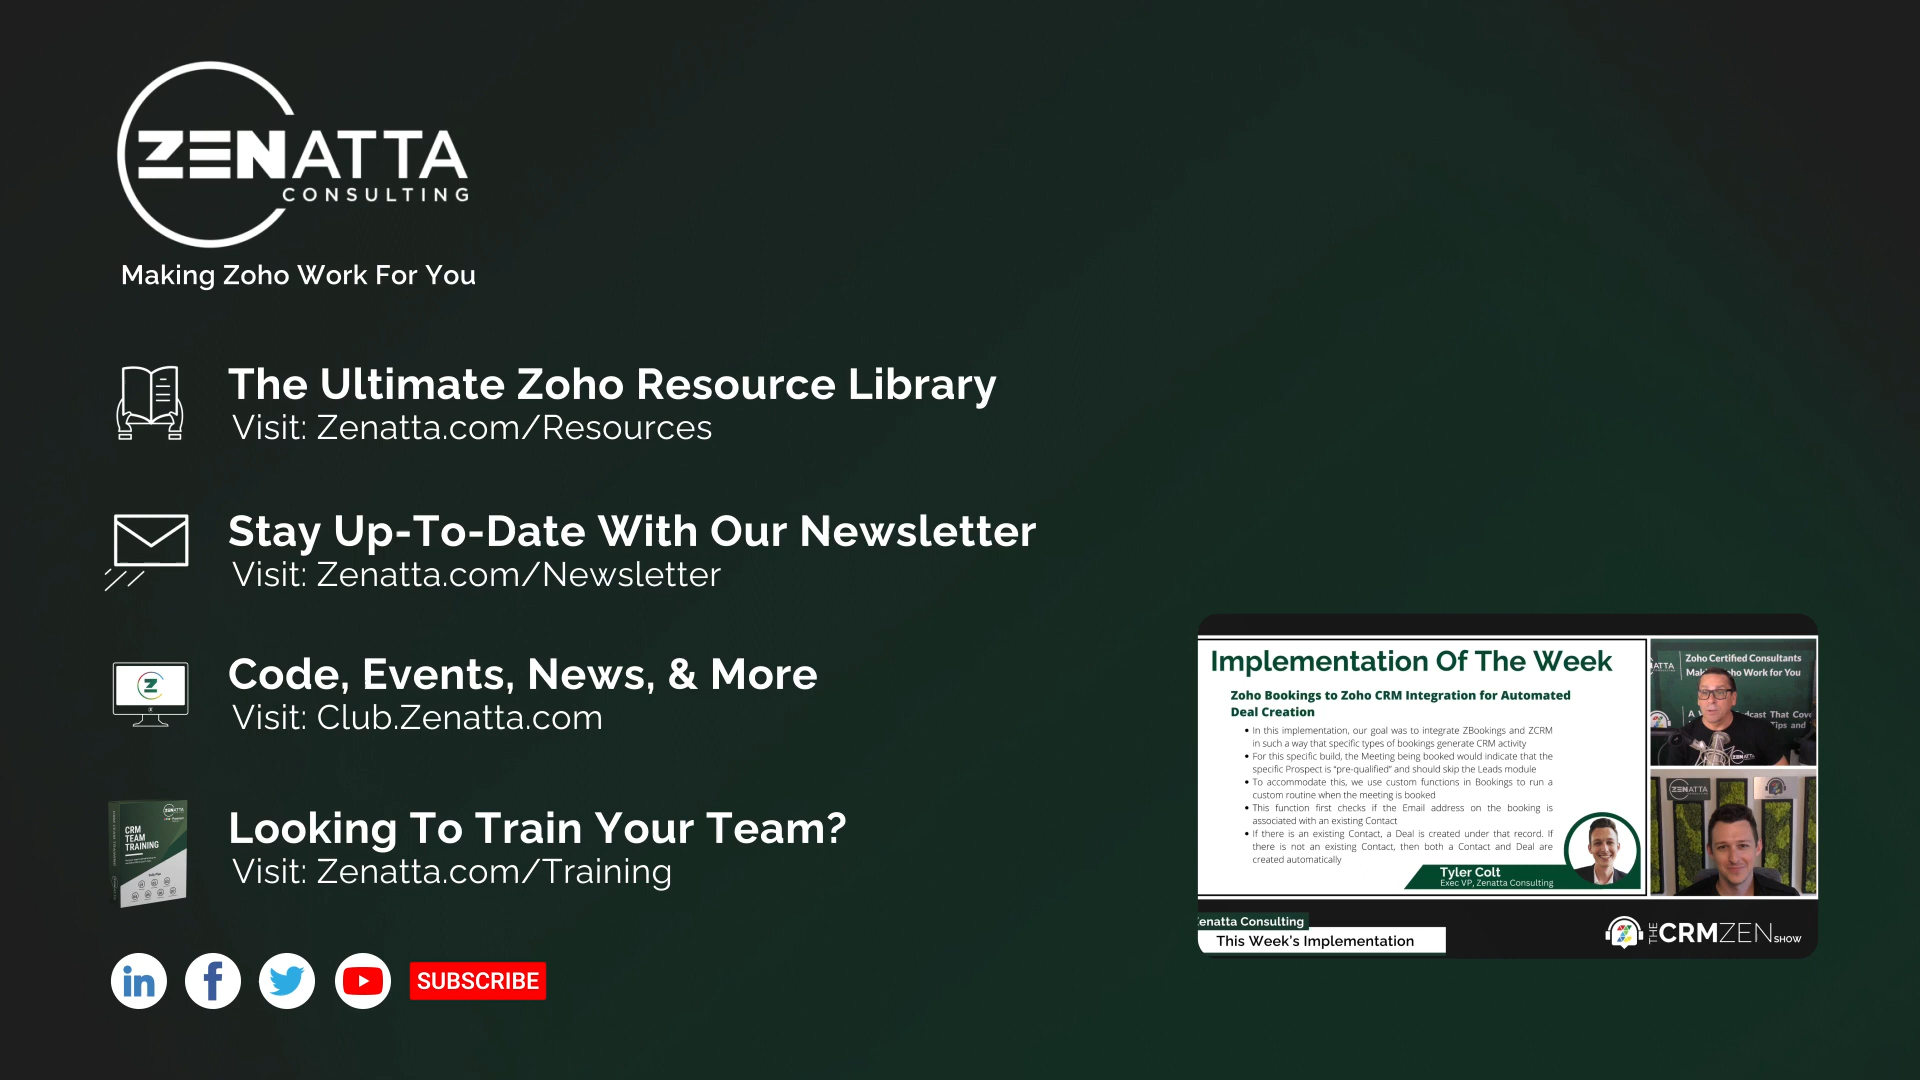 ZENATTA
CONSULTING
Making Zoho Work For You
The Ultimate Zoho Resource Library
Visit: Zenatta.com/Resources
Stay Up-To-Date With Our Newsletter
Visit: Zenatta.com/Newsletter
Code, Events, News, & More
Visit: Club.Zenatta.com
CRM
TEAM
TRAINING
Looking To Train Your Team?
Visit: Zenatta.com/Training
in
f
SUBSCRIBE
Implementation Of The Week
Zoho Bookings to Zoho CRM Integration for Automated
Deal Creation
• In this implementation, our goal was to integrate ZBookings and ZCRM
in such a way that specific types of bookings generate CRM activity
• For this specific build, the Meeting being booked would indicate that the
specific Prospect is "pre-qualified" and should skip the Leads module
• To accommodate this, we use custom functions in Bookings to run a
custom routine when the meeting is booked
• This function first checks if the Email address on the booking is
associated with an existing Contact
• If there is an existing Contact, a Deal is created under that record. If
there is not an existing Contact, then both a Contact and Deal are
created automatically
Tyler Colt
Exec VP, Zenatta Consulting
Zoho Certified Consultants
Work for You
Tips and
ZENATTA
enatta Consulting
This Week's Implementation
THE CRMZEN SHOW